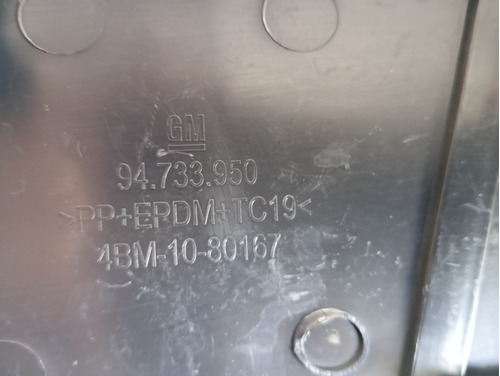 GM
94.733.950
>PP+EPDM+TC19<
4BM-10-80167